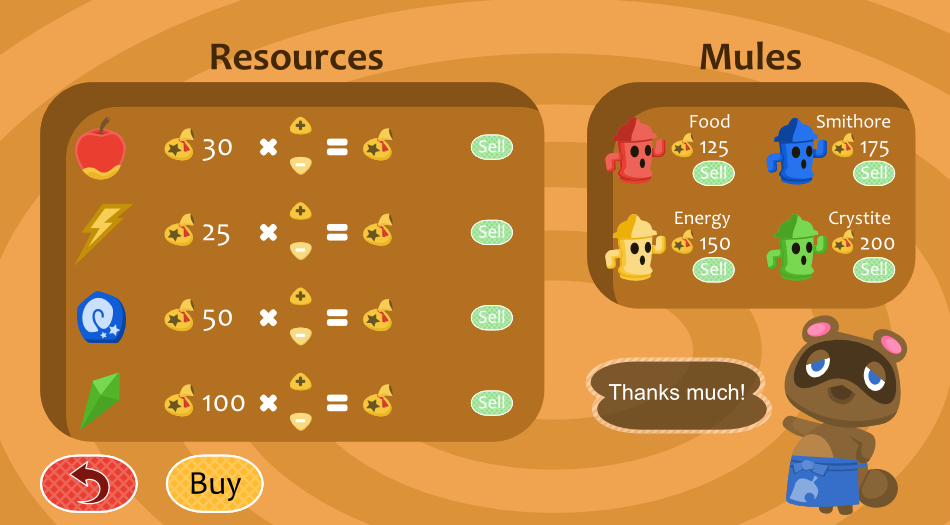 Resources
30 × = Sell
25 × = Sell
50 × = Sell
100 × = Sell
Buy
Mules
Food
125
Sell
Smithore
175
Sell
Energy
150
Sell
Crystite
200
Sell
Thanks much!